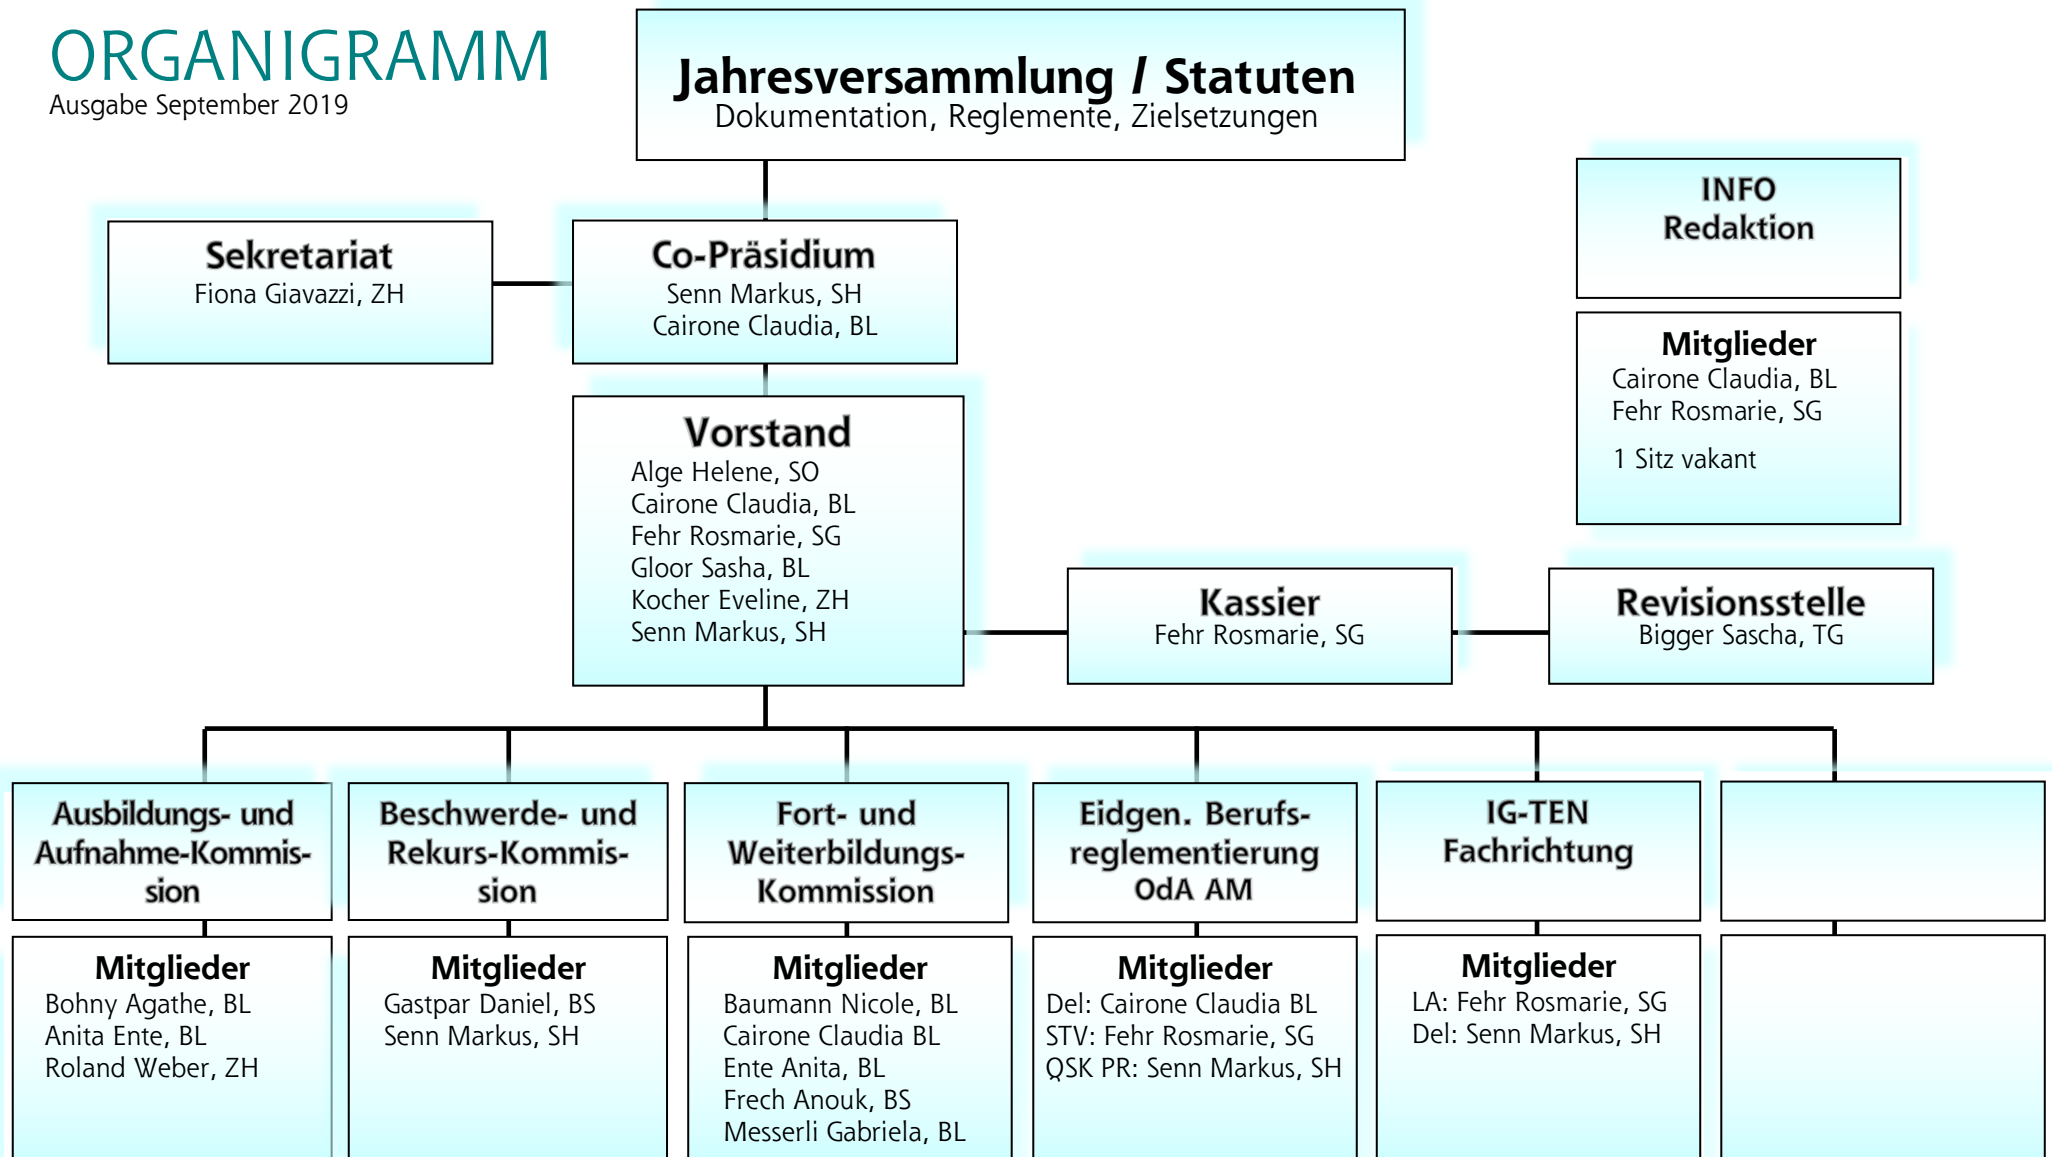 ORGANIGRAMM
Ausgabe September 2019
Jahresversammlung / Statuten
Dokumentation, Reglemente, Zielsetzungen
INFO
Redaktion
Mitglieder
Cairone Claudia, BL
Fehr Rosmarie, SG
1 Sitz vakant
Sekretariat
Fiona Giavazzi, ZH
Co-Präsidium
Senn Markus, SH
Cairone Claudia, BL
Vorstand
Alge Helene, SO
Cairone Claudia, BL
Fehr Rosmarie, SG
Gloor Sasha, BL
Kocher Eveline, ZH
Senn Markus, SH
Kassier
Fehr Rosmarie, SG
Revisionsstelle
Bigger Sascha, TG
Ausbildungs- und
Aufnahme-Kommis-
sion
Mitglieder
Bohny Agathe, BL
Anita Ente, BL
Roland Weber, ZH
Beschwerde- und
Rekurs-Kommis-
sion
Mitglieder
Gastpar Daniel, BS
Senn Markus, SH
Fort- und
Weiterbildungs-
Kommission
Mitglieder
Baumann Nicole, BL
Cairone Claudia BL
Ente Anita, BL
Frech Anouk, BS
Messerli Gabriela, BL
Eidgen. Berufs-
reglementierung
OdA AM
Mitglieder
Del: Cairone Claudia BL
STV: Fehr Rosmarie, SG
QSK PR: Senn Markus, SH
IG-TEN
Fachrichtung
Mitglieder
LA: Fehr Rosmarie, SG
Del: Senn Markus, SH